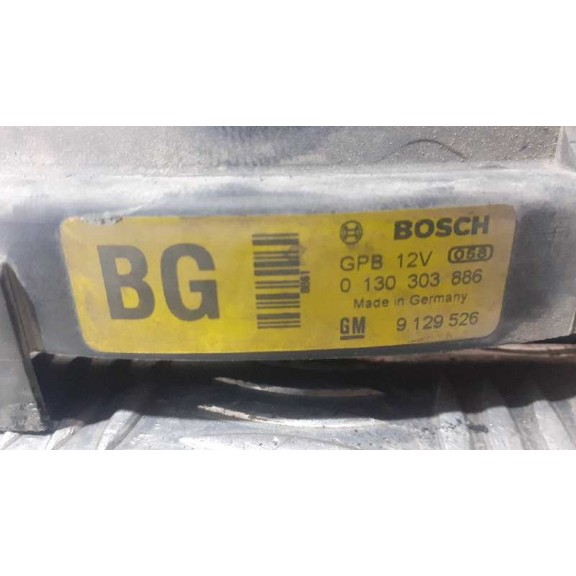 BG
BOSCH
GPB 12V 058
0 130 303 886
Made in Germany
GM 9 129 526